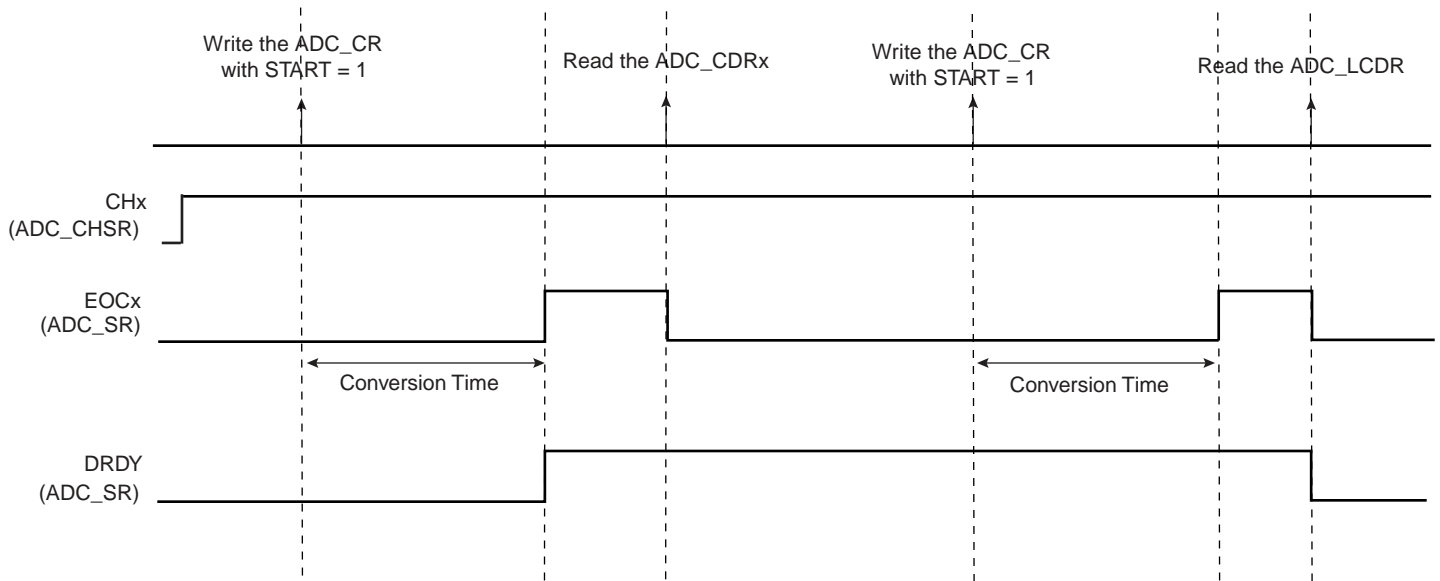 Write the ADC_CR
with START = 1
Read the ADC_CDRx
Write the ADC_CR
with START = 1
Read the ADC_LCDR
CHx
(ADC_CHSR)
EOCx
(ADC_SR)
Conversion Time
Conversion Time
DRDY
(ADC_SR)